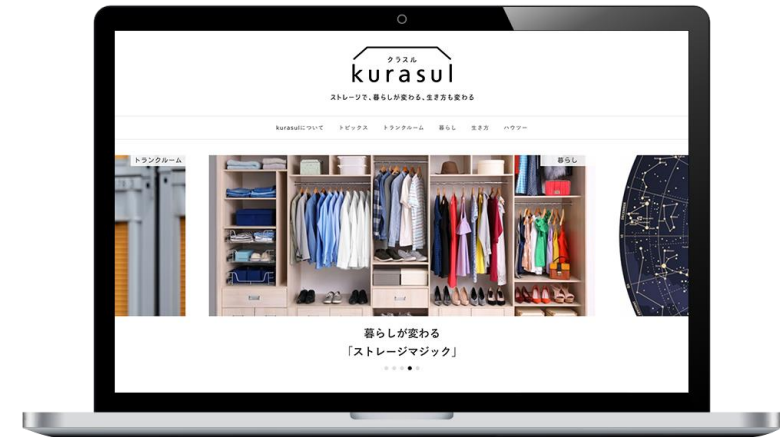 クラスル
kurasul
ストレージで、暮らしが変わる、生き方も変わる
kurasulについて トピックス トランクルーム 暮らし 生き方 ハウツー
トランクルーム
暮らし
暮らしが変わる
「ストレージマジック」